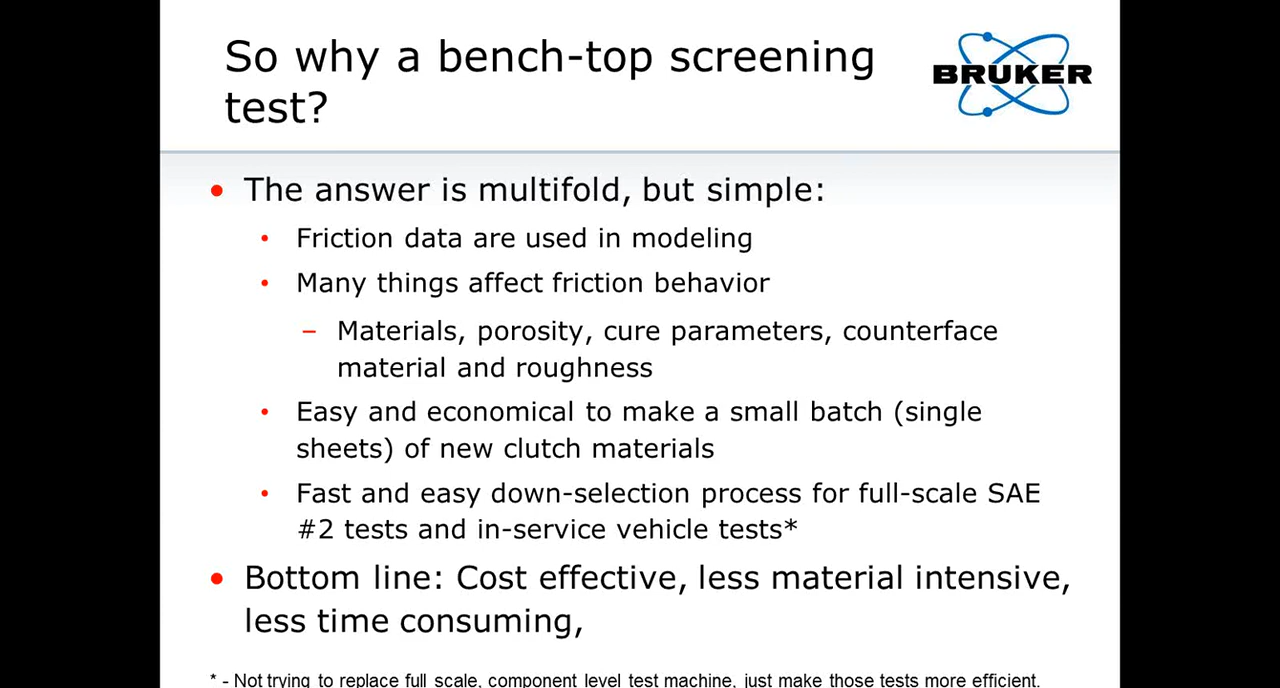 So why a bench-top screening
test?
BRUKER
• The answer is multifold, but simple:
• Friction data are used in modeling
• Many things affect friction behavior
– Materials, porosity, cure parameters, counterface
material and roughness
• Easy and economical to make a small batch (single
sheets) of new clutch materials
• Fast and easy down-selection process for full-scale SAE
#2 tests and in-service vehicle tests*
• Bottom line: Cost effective, less material intensive,
less time consuming,
* - Not trying to replace full scale, component level test machine, just make those tests more efficient.